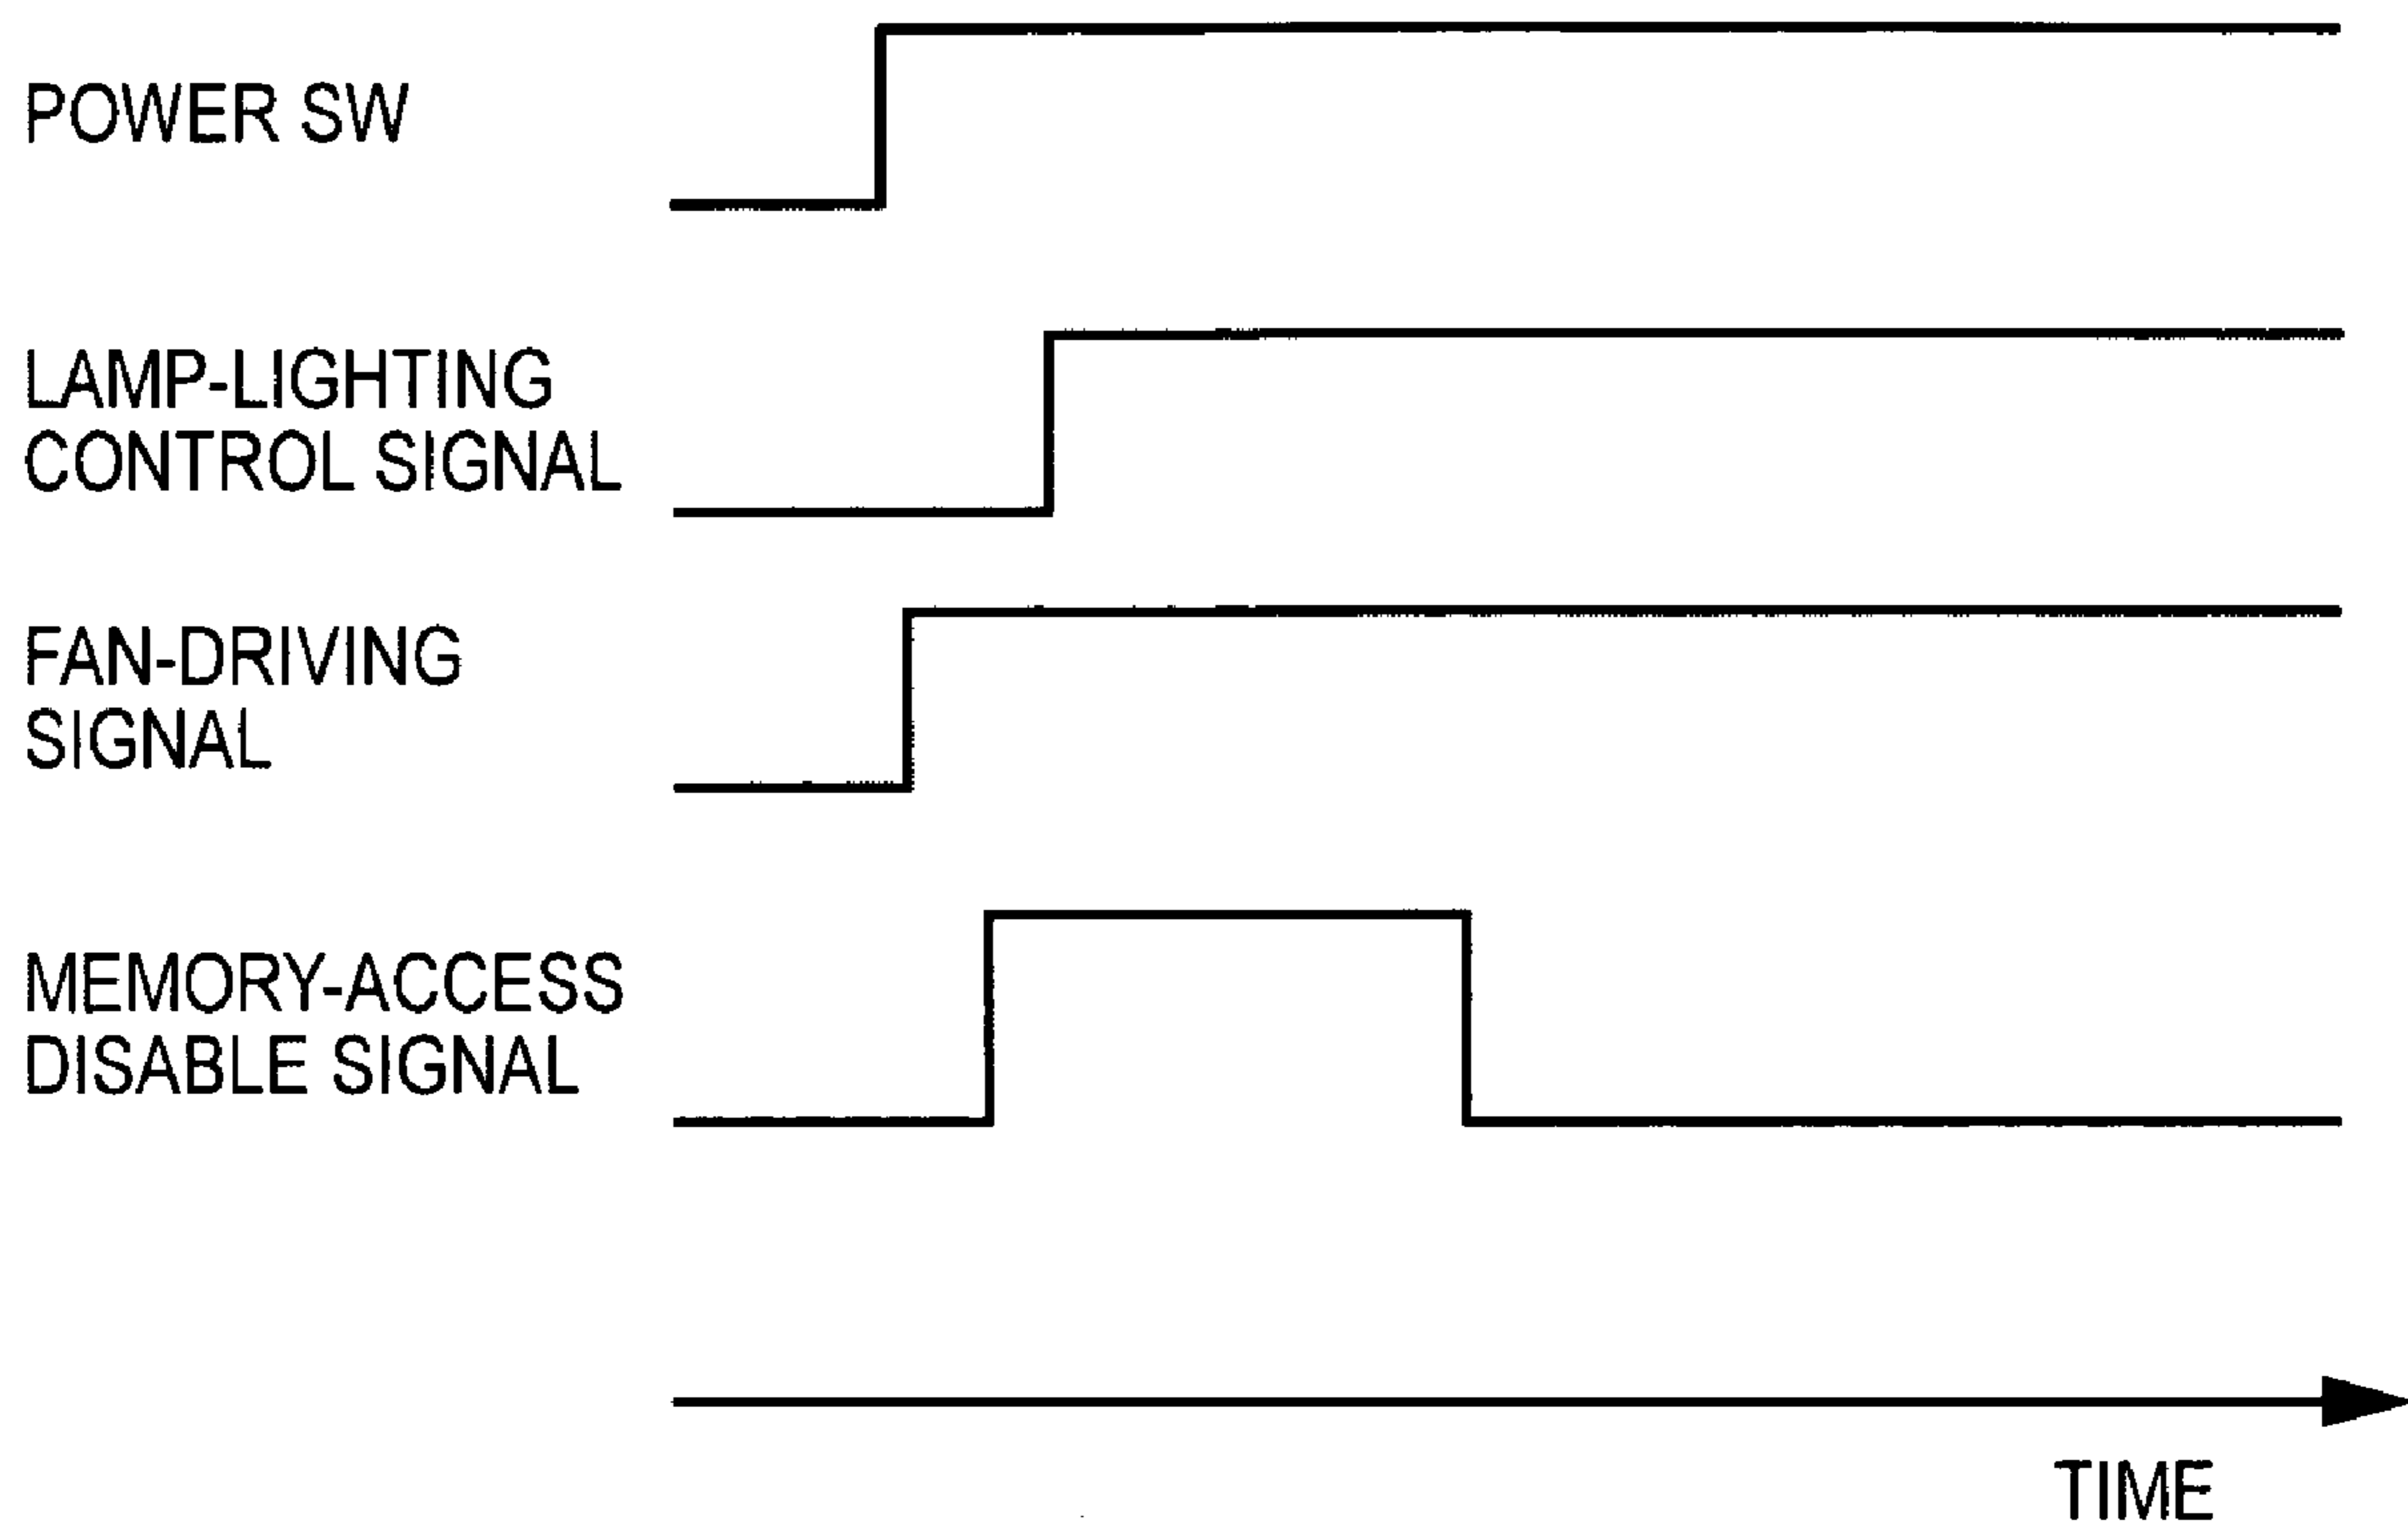 POWER SW
LAMP-LIGHTING
CONTROL SIGNAL
FAN-DRIVING
SIGNAL
MEMORY-ACCESS
DISABLE SIGNAL
TIME